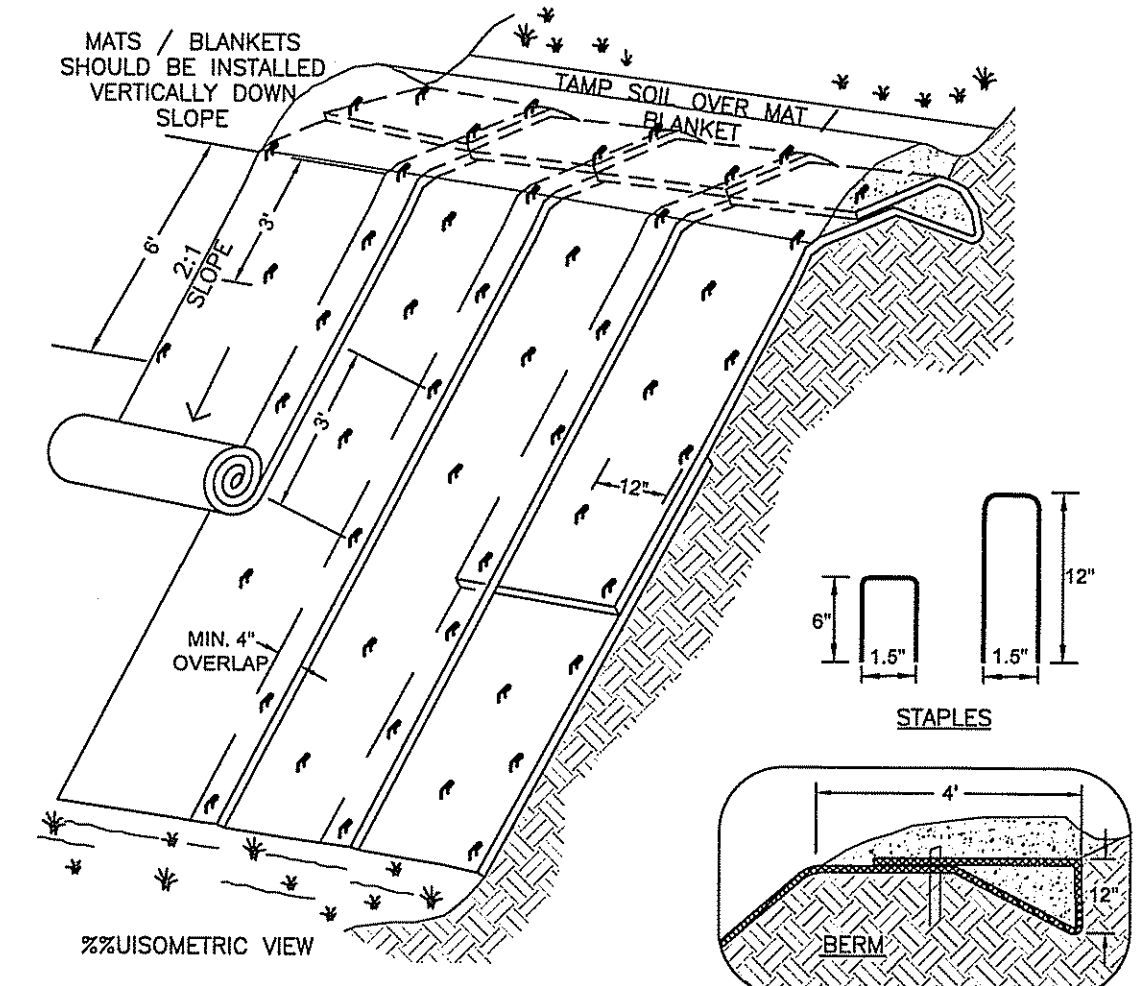 MATS / BLANKETS
SHOULD BE INSTALLED
VERTICALLY DOWN
SLOPE
TAMP SOIL OVER MAT
BLANKET
6'
3'
2:1
SLOPE
3'
12"
MIN. 4"
OVERLAP
6"
1.5"
12"
1.5"
STAPLES
4'
12"
BERM
%%UISOMETRIC VIEW